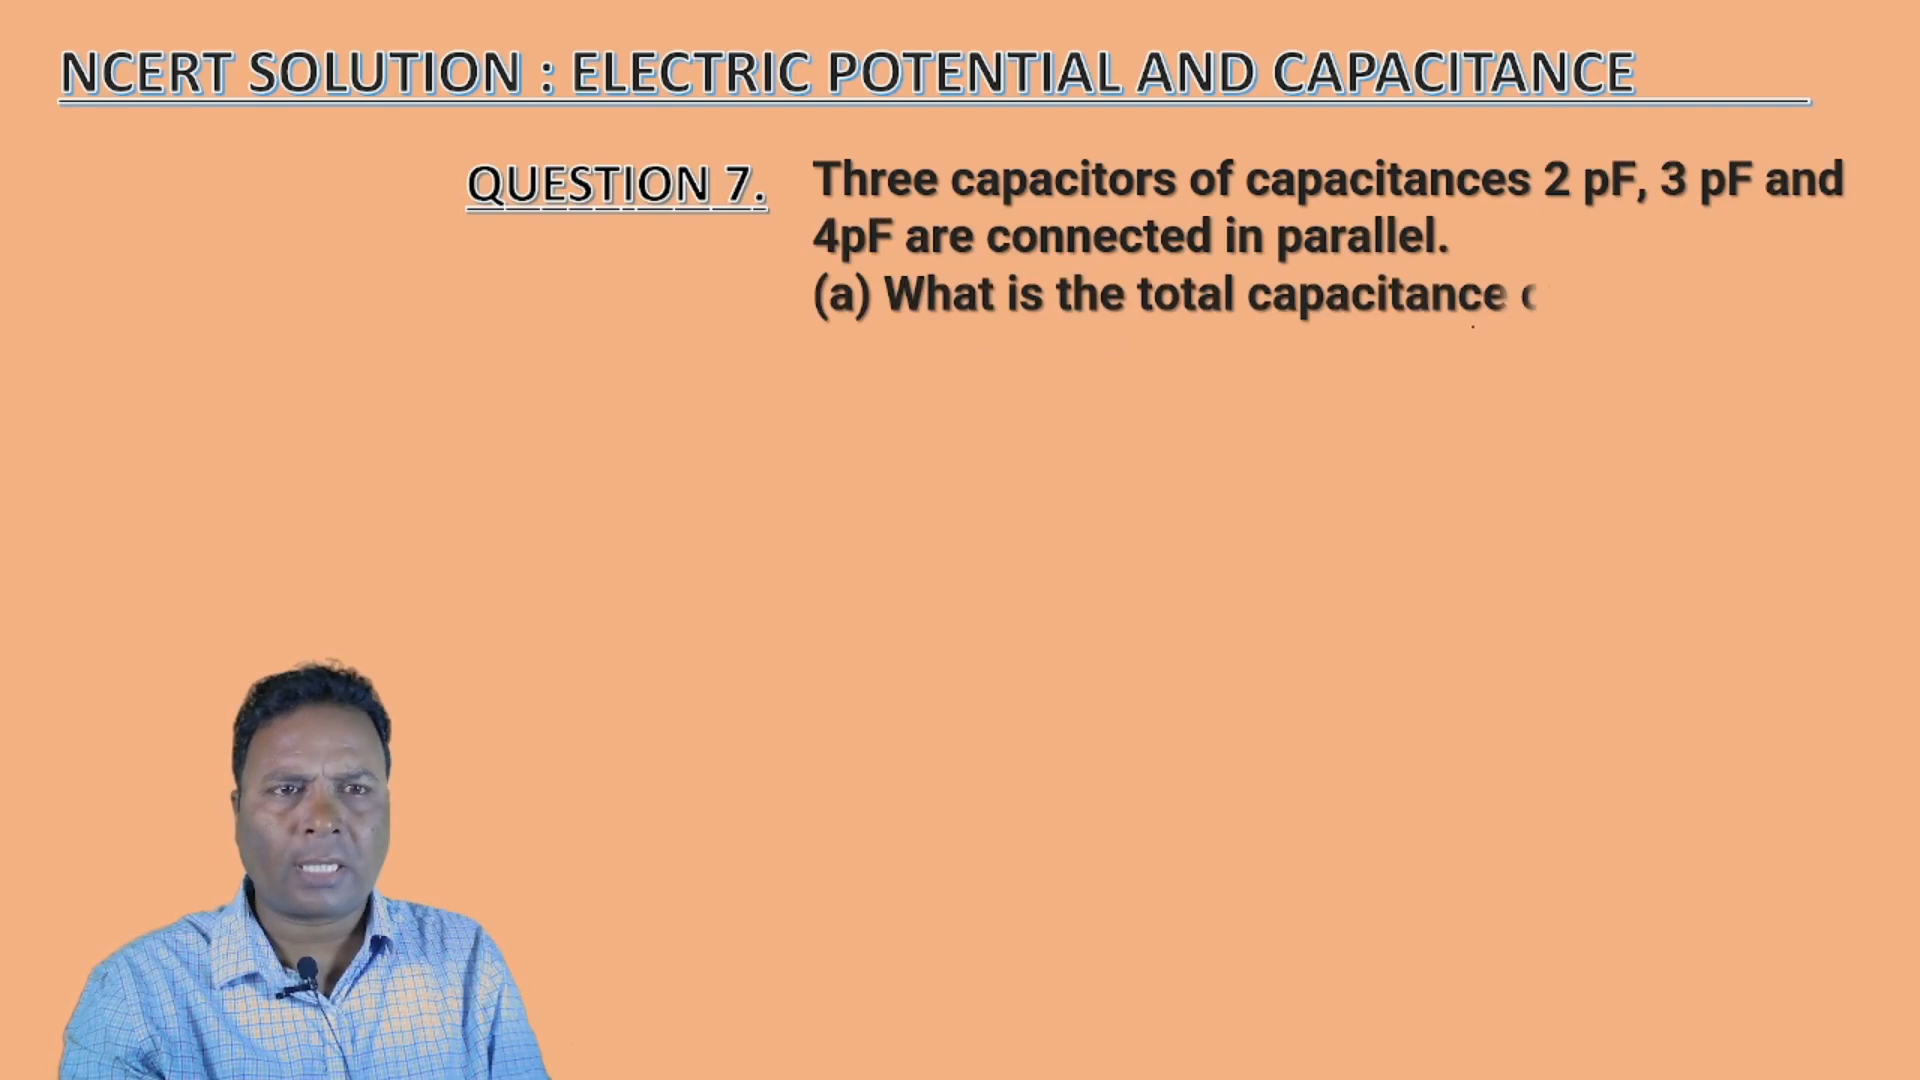 NCERT SOLUTION : ELECTRIC POTENTIAL AND CAPACITANCE
QUESTION 7.
Three capacitors of capacitances 2 pF, 3 pF and
4pF are connected in parallel.
(a) What is the total capacitance